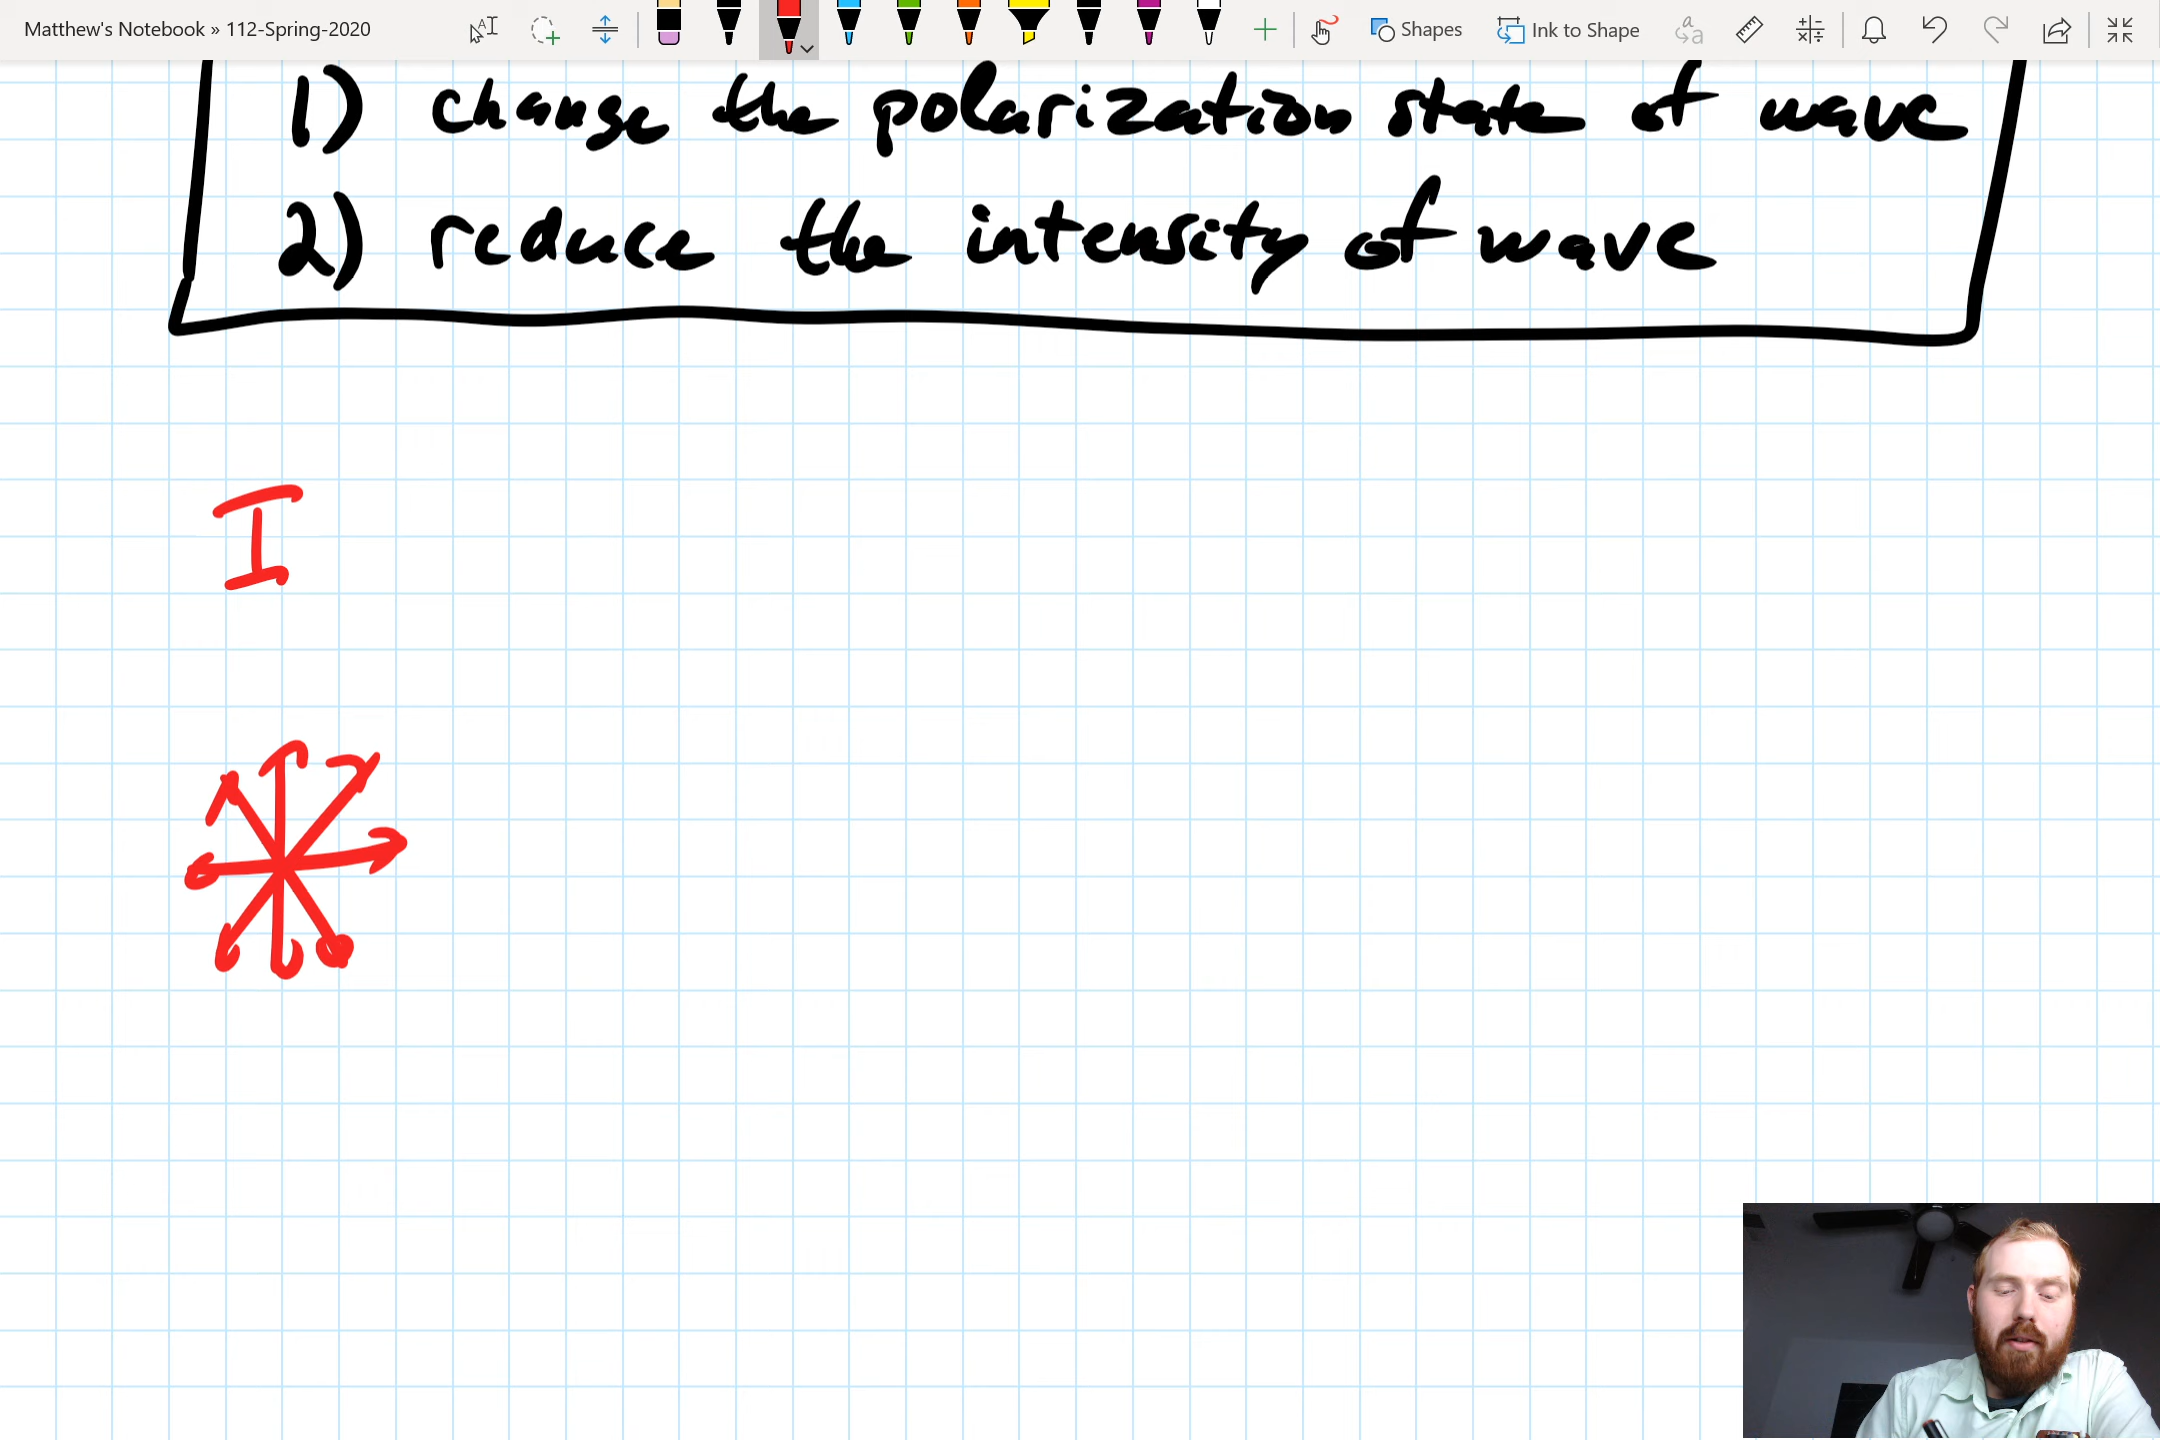 Matthew's Notebook » 112-Spring-2020
Shapes
Ink to Shape
1) change the polarization state of wave
2) reduce the intensity of wave
I